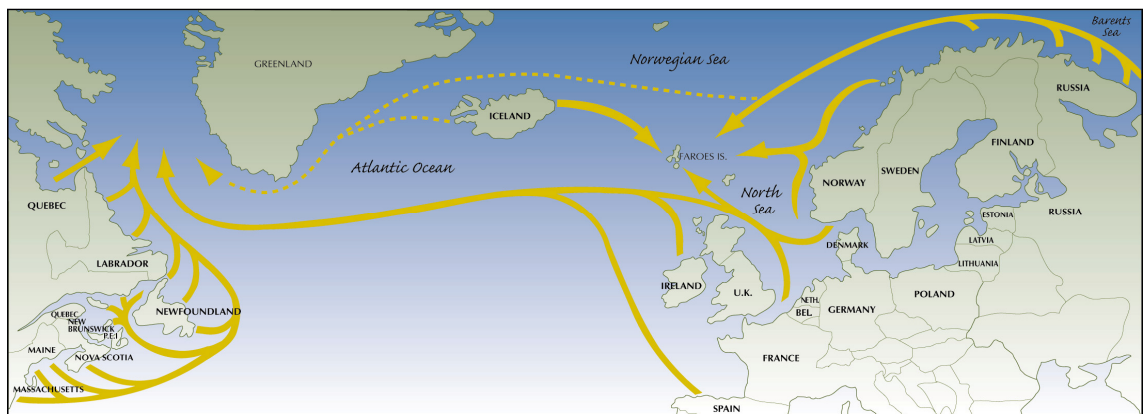 Barents
Sea
Norwegian Sea
GREENLAND
RUSSIA
ICELAND
FINLAND
FAROES IS.
Atlantic Ocean
SWEDEN
NORWAY
North
Sea
QUEBEC
RUSSIA
ESTONIA
DENMARK
LATVIA
LABRADOR
LITHUANIA
IRELAND
U.K.
NETH.
POLAND
BEL.
GERMANY
NEWFOUNDLAND
QUEBEC
NEW
BRUNSWICK
P.E.I
MAINE
NOVA SCOTIA
FRANCE
MASSACHUSETTS
SPAIN